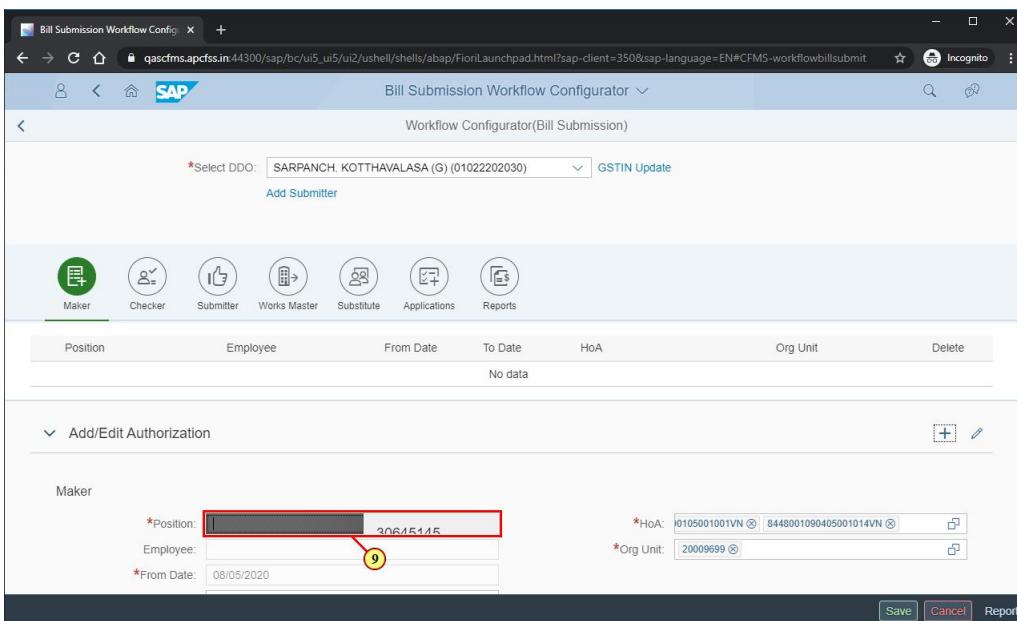 Bill Submission Workflow Config
qascfms.apcfss.in:44300/sap/bc/ui5_ui5/ui2/ushell/shells/abap/FioriLaunchpad.html?sap-client=350&sap-language=EN#CFMS-workflowbillsubmit
Incognito
SAP
Bill Submission Workflow Configurator
Workflow Configurator(Bill Submission)
*Select DDO: SARPANCH. KOTTHAVALASA (G) (01022202030) GSTIN Update
Add Submitter
Maker Checker Submitter Works Master Substitute Applications Reports
Position Employee From Date To Date HoA Org Unit Delete
No data
Add/Edit Authorization
Maker
*Position: 30645145 *HoA: 0105001001VN 8448001090405001014VN
Employee: *Org Unit: 20009699
9
*From Date: 08/05/2020
Save Cancel Report